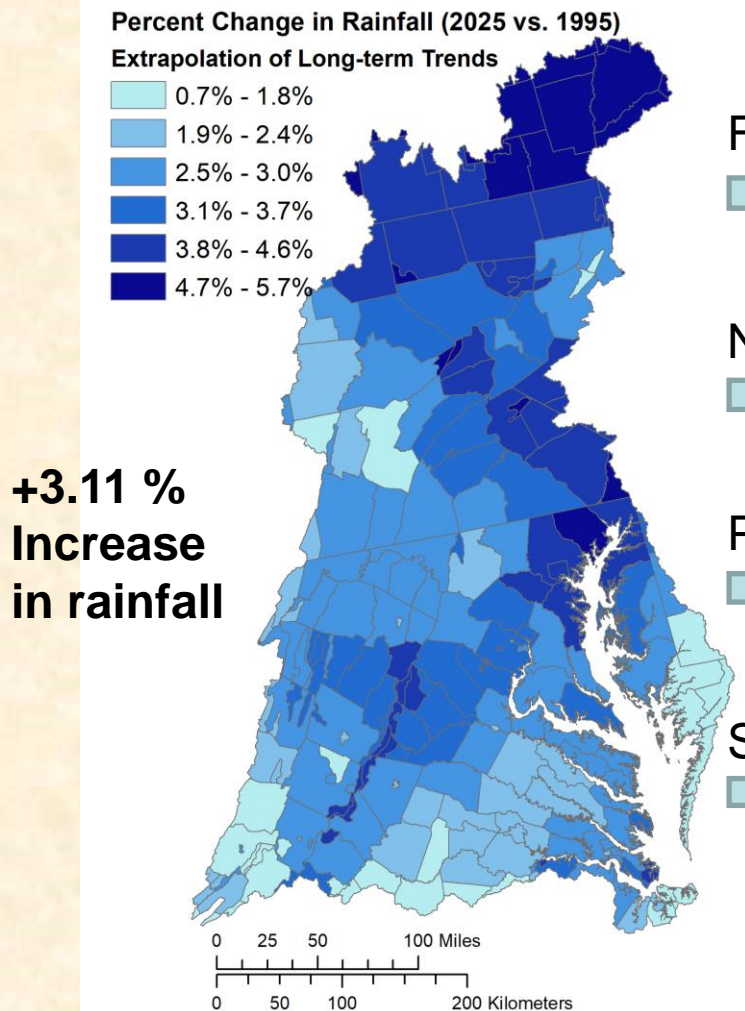 Percent Change in Rainfall (2025 vs. 1995)
Extrapolation of Long-term Trends
0.7% - 1.8%
1.9% - 2.4%
2.5% - 3.0%
3.1% - 3.7%
3.8% - 4.6%
4.7% - 5.7%
+3.11 %
Increase
in rainfall
0 25 50 100 Miles
0 50 100 200 Kilometers